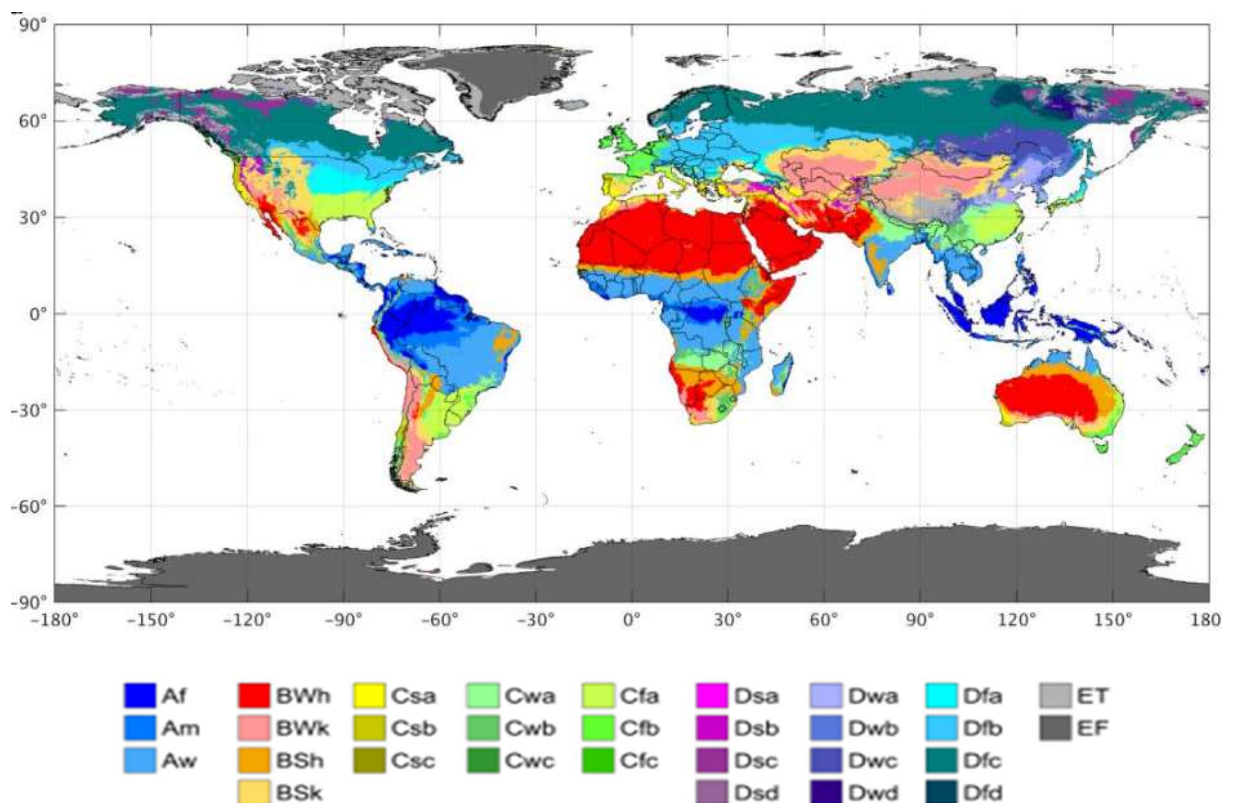 90°
60°
30°
0°
-30°
-60°
-90°
-180° -150° -120° -90° -60° -30° 0° 30° 60° 90° 120° 150° 180
Af BWh Csa Cwa Cfa Dsa Dwa Dfa ET
Am BWk Csb Cwb Cfb Dsb Dwb Dfb EF
Aw BSh Csc Cwc Cfc Dsc Dwc Dfc
BSk Dsd Dwd Dfd